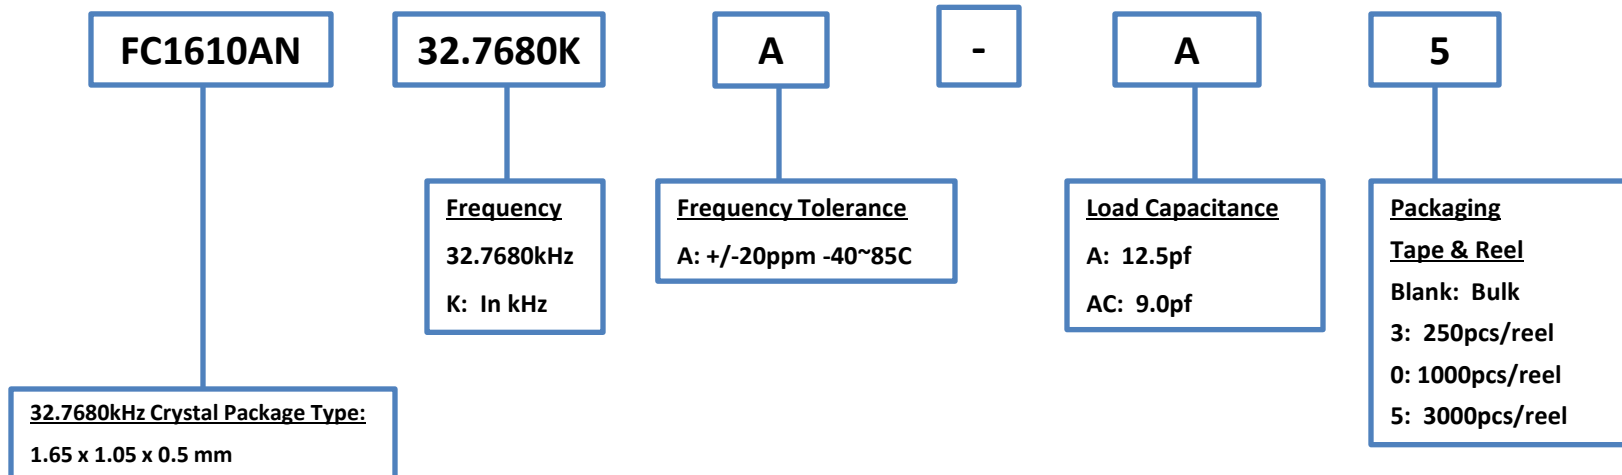 FC1610AN 32.7680K A - A 5
Frequency
32.7680kHz
K: In kHz
Frequency Tolerance
A: +/-20ppm -40~85C
Load Capacitance
A: 12.5pf
AC: 9.0pf
Packaging
Tape & Reel
Blank: Bulk
3: 250pcs/reel
0: 1000pcs/reel
5: 3000pcs/reel
32.7680kHz Crystal Package Type:
1.65 x 1.05 x 0.5 mm